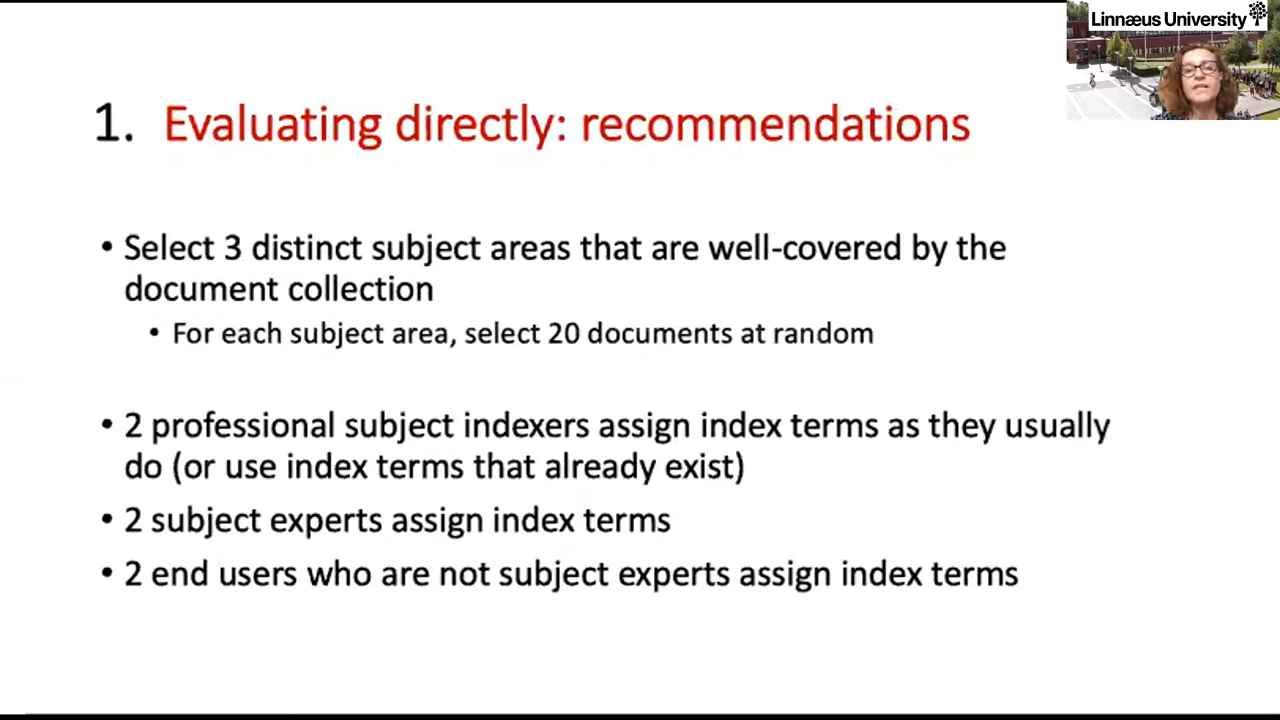 Linnæus University
1. Evaluating directly: recommendations
• Select 3 distinct subject areas that are well-covered by the
document collection
• For each subject area, select 20 documents at random
• 2 professional subject indexers assign index terms as they usually
do (or use index terms that already exist)
• 2 subject experts assign index terms
• 2 end users who are not subject experts assign index terms